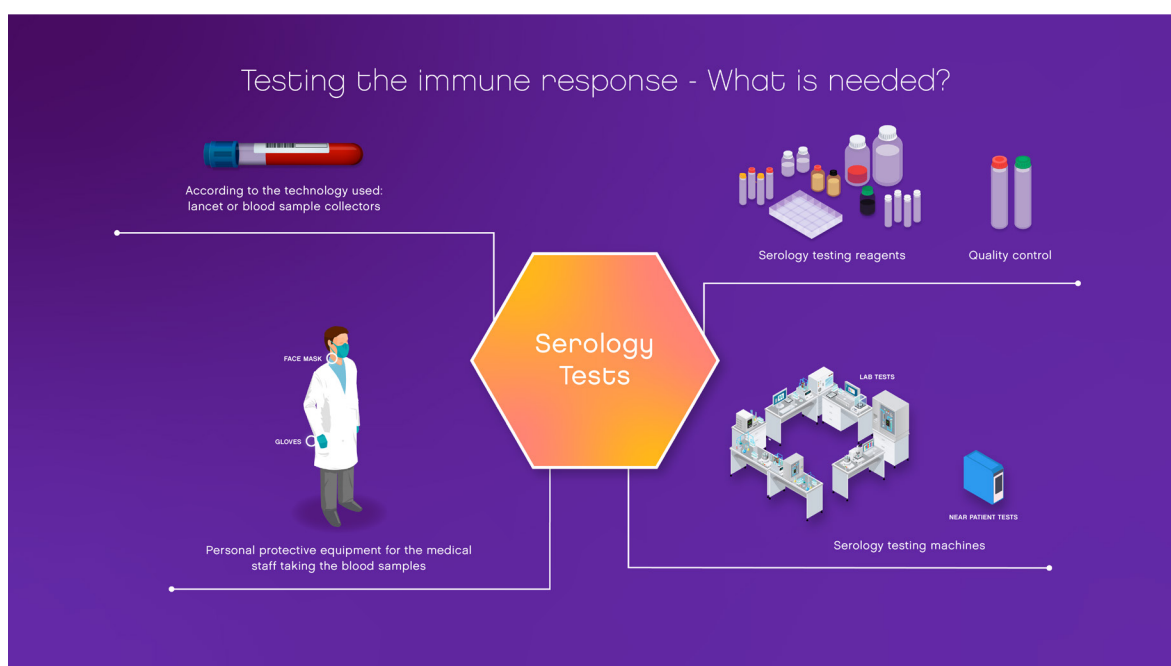 Testing the immune response - What is needed?
According to the technology used:
lancet or blood sample collectors
Serology testing reagents
Quality control
Serology
Tests
FACE MASK
GLOVES
Personal protective equipment for the medical
staff taking the blood samples
LAB TESTS
NEAR PATIENT TESTS
Serology testing machines